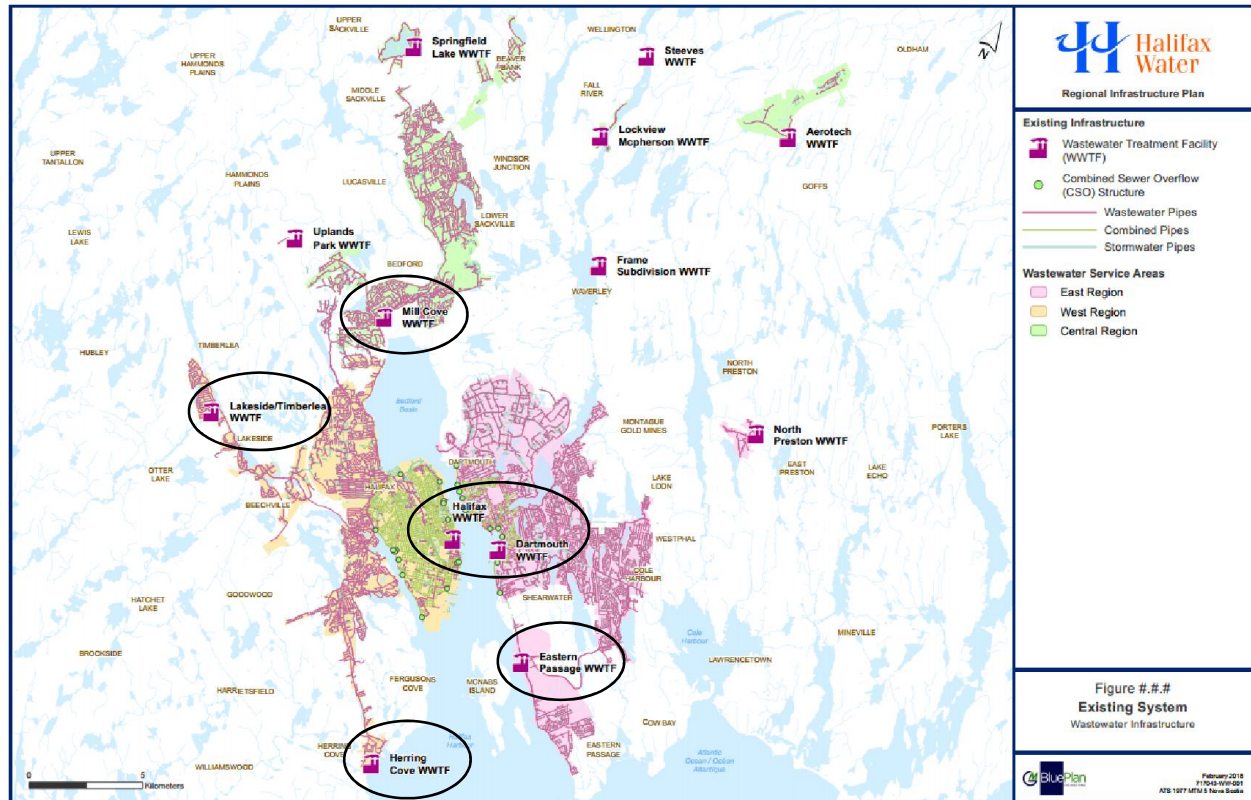 UPPER
SACKVILLE
Springfield
Lake WWTF
WELLINGTON
Steeves
WWTF
OLDHAM
UPPER
HAMMONDS
PLAINS
BEAVER
BANK
FALL
RIVER
MIDDLE
SACKVILLE
Lockview
Mcpherson WWTF
Aerotech
WWTF
UPPER
TANTALLON
HAMMONDS
PLAINS
LUCASVILLE
WINDSOR
JUNCTION
GOFFS
LOWER
SACKVILLE
LEWIS
LAKE
Uplands
Park WWTF
BEDFORD
Frame
Subdivision WWTF
WAVERLEY
Mill Cove
WWTF
HUBLEY
TIMBERLEA
NORTH
PRESTON
Lakeside/Timberlea
WWTF
LAKESIDE
Bedford
Basin
MONTAGUE
GOLD MINES
North
Preston WWTF
PORTERS
LAKE
OTTER
LAKE
DARTMOUTH
EAST
PRESTON
LAKE
ECHO
LAKE
LOON
BEECHVILLE
HALIFAX
Halifax
WWTF
Dartmouth
WWTF
WESTPHAL
COLE
HARBOUR
HATCHET
LAKE
GOODWOOD
SHEARWATER
Cole
Harbour
MINEVILLE
BROOKSIDE
Eastern
Passage WWTF
LAWRENCETOWN
HARRIETSFIELD
FERGUSONS
COVE
MCNABS
ISLAND
COW BAY
HERRING
COVE
Herring
Cove WWTF
Halifax
Harbour
EASTERN
PASSAGE
Atlantic
Ocean / Océan
Atlantique
WILLIAMSWOOD
0 5
Kilometers
N
Halifax
Water
Regional Infrastructure Plan
Existing Infrastructure
Wastewater Treatment Facility
(WWTF)
Combined Sewer Overflow
(CSO) Structure
Wastewater Pipes
Combined Pipes
Stormwater Pipes
Wastewater Service Areas
East Region
West Region
Central Region
Figure #.#.#
Existing System
Wastewater Infrastructure
BluePlan
February 2018
717043-WW-001
ATS 1977 MTM 5 Nova Scotia